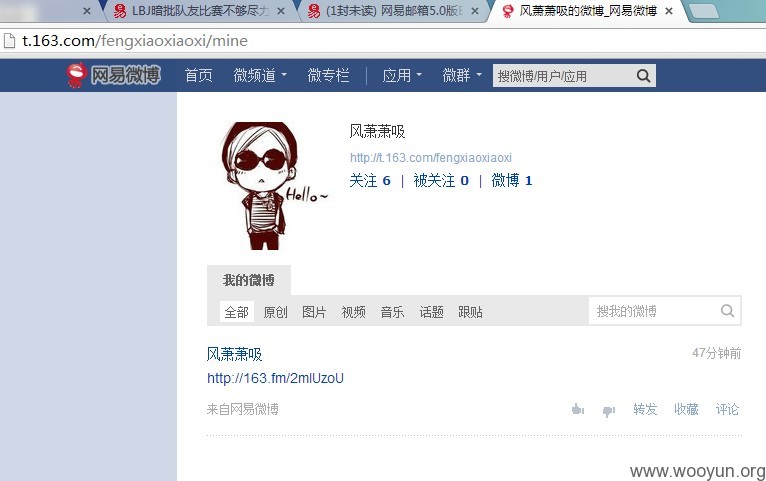 LBJ暗批队友比赛不够尽力
(1封未读) 网易邮箱5.0版
风萧萧吸的微博_网易微博
t.163.com/fengxiaoxiaoxi/mine
网易微博 首页 微频道 微专栏 应用 微群 搜微博/用户/应用
风萧萧吸
http://t.163.com/fengxiaoxiaoxi
关注 6 | 被关注 0 | 微博 1
Hello~
我的微博
全部 原创 图片 视频 音乐 话题 跟贴 搜我的微博
风萧萧吸 47分钟前
http://163.fm/2mlUzoU
来自网易微博 转发 收藏 评论
www.wooyun.org